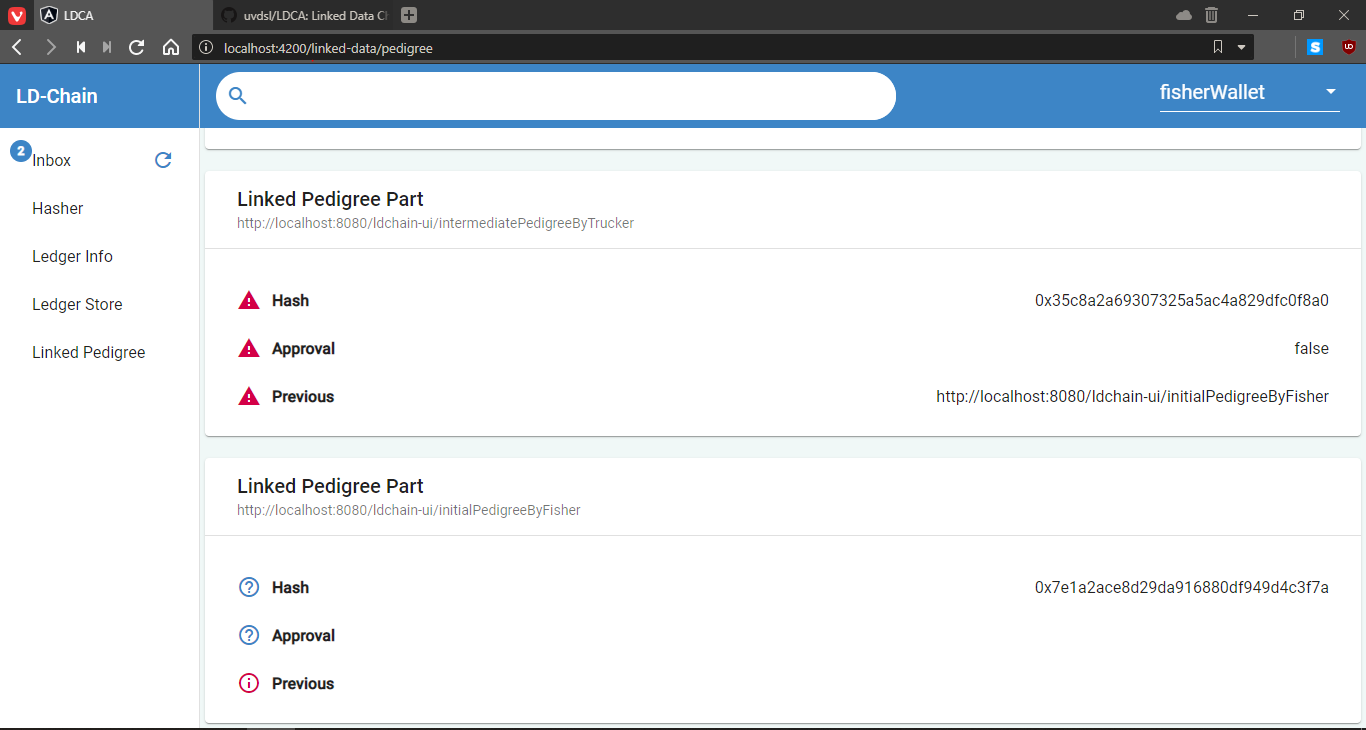 LDCA
uvdsl/LDCA: Linked Data Ch
localhost:4200/linked-data/pedigree
LD-Chain
fisherWallet
2
Inbox
Hasher
Ledger Info
Ledger Store
Linked Pedigree
Linked Pedigree Part
http://localhost:8080/ldchain-ui/intermediatePedigreeByTrucker
Hash 0x35c8a2a69307325a5ac4a829dfc0f8a0
Approval false
Previous http://localhost:8080/ldchain-ui/initialPedigreeByFisher
Linked Pedigree Part
http://localhost:8080/ldchain-ui/initialPedigreeByFisher
Hash 0x7e1a2ace8d29da916880df949d4c3f7a
Approval
Previous